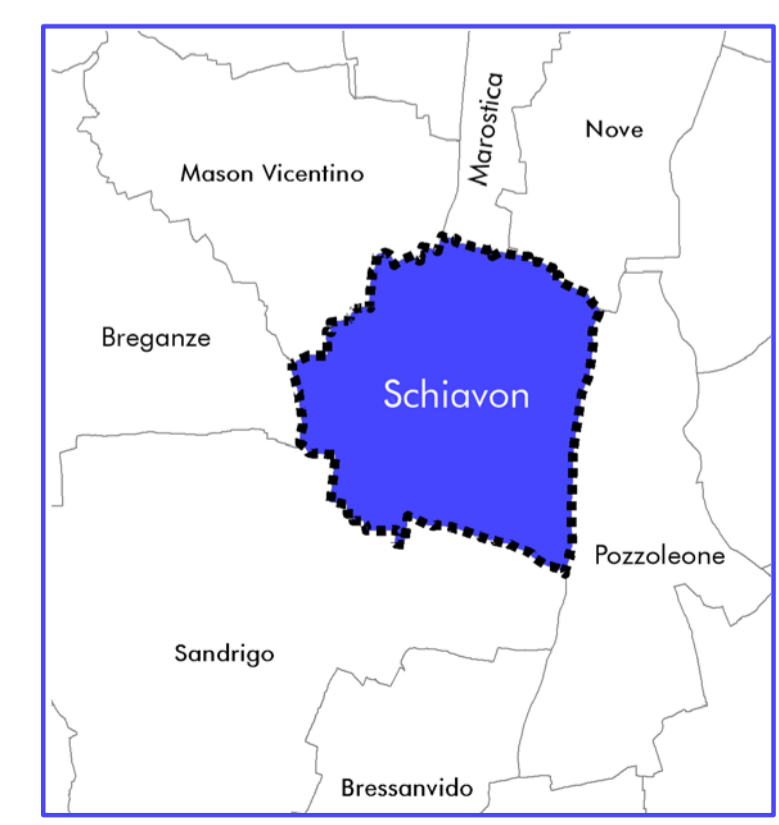 Marostica
Nove
Mason Vicentino
Breganze
Schiavon
Pozzoleone
Sandrigo
Bressanvido